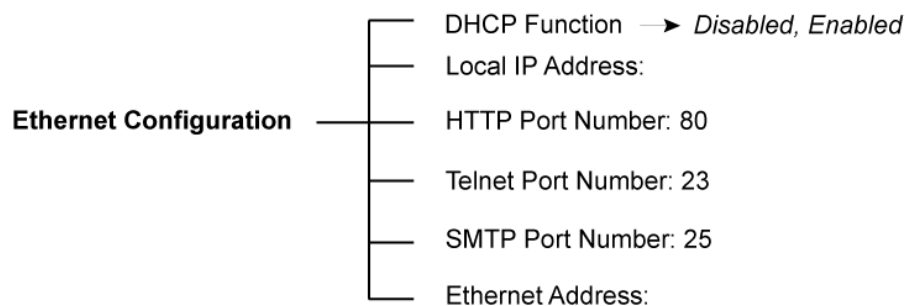 DHCP Function Disabled, Enabled
Local IP Address:
Ethernet Configuration
HTTP Port Number: 80
Telnet Port Number: 23
SMTP Port Number: 25
Ethernet Address: